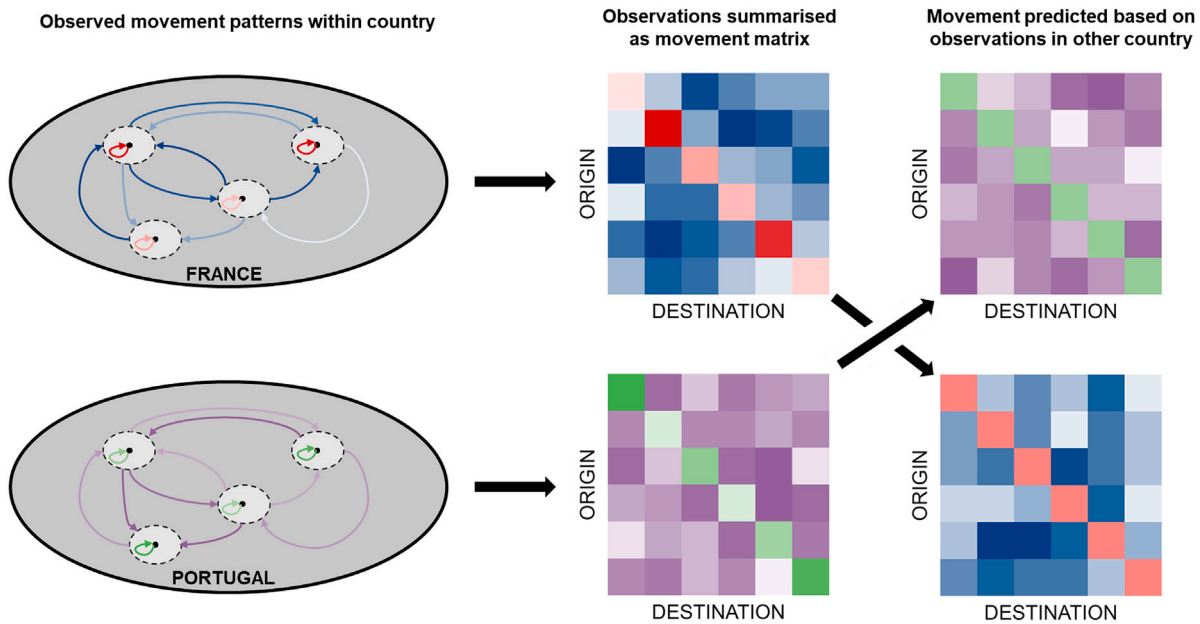 Observed movement patterns within country
Observations summarised
as movement matrix
Movement predicted based on
observations in other country
FRANCE
ORIGIN
DESTINATION
ORIGIN
DESTINATION
PORTUGAL
ORIGIN
DESTINATION
ORIGIN
DESTINATION